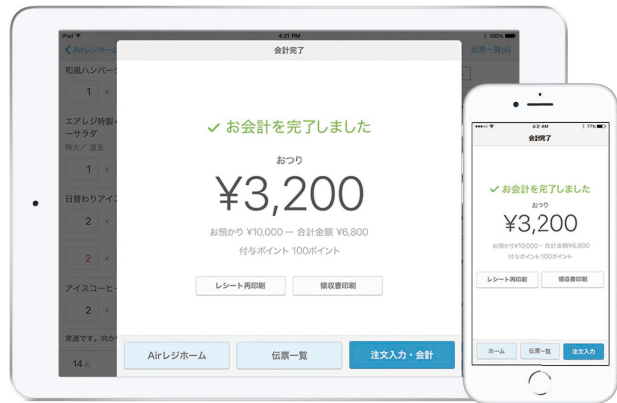 iPad
4:21 PM
100%
Airレジホーム
会計完了
伝票一覧(6)
和風ハンバーグ
1 ×
エアレジ特製
ーサラダ
特大／ 温玉
1 ×
日替わりアイ
2 ×
2 ×
アイスコーヒー
2 ×
常連です。向か
14点
お会計を完了しました
おつり
¥3,200
お預かり ¥10,000 − 合計金額 ¥6,800
付与ポイント 100ポイント
レシート再印刷
領収書印刷
Airレジホーム
伝票一覧
注文入力・会計
4:2 AM
77%
会計完了
お会計を完了しました
おつり
¥3,200
お預かり¥10,000 − 合計金額¥6,800
付与ポイント 100ポイント
レシート再印刷
領収書印刷
ホーム
伝票一覧
注文入力